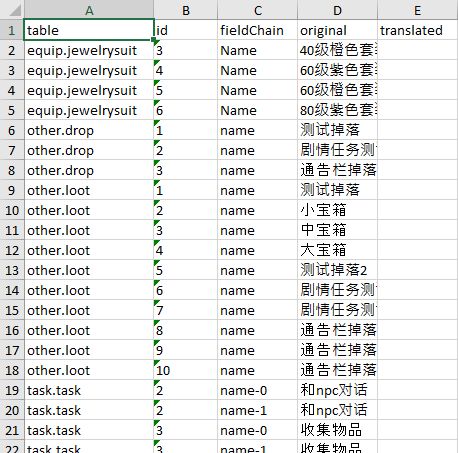 A B C D E
1 table id fieldChain original translated
2 equip.jewelrysuit 3 Name 40级橙色套
3 equip.jewelrysuit 4 Name 60级紫色套
4 equip.jewelrysuit 5 Name 60级橙色套
5 equip.jewelrysuit 6 Name 80级紫色套
6 other.drop 1 name 测试掉落
7 other.drop 2 name 剧情任务测
8 other.drop 3 name 通告栏掉落
9 other.loot 1 name 测试掉落
10 other.loot 2 name 小宝箱
11 other.loot 3 name 中宝箱
12 other.loot 4 name 大宝箱
13 other.loot 5 name 测试掉落2
14 other.loot 6 name 剧情任务测
15 other.loot 7 name 剧情任务测
16 other.loot 8 name 通告栏掉落
17 other.loot 9 name 通告栏掉落
18 other.loot 10 name 通告栏掉落
19 task.task 2 name-0 和npc对话
20 task.task 2 name-1 和npc对话
21 task.task 3 name-0 收集物品
22 task.task 3 name-1 收集物品